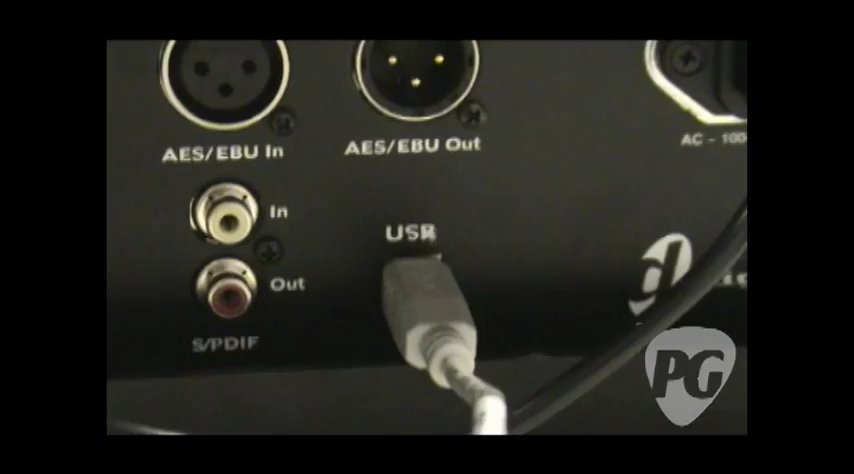 AES/EBU In
AES/EBU Out
AC ~ 100
In
USB
Out
S/PDIF
PG